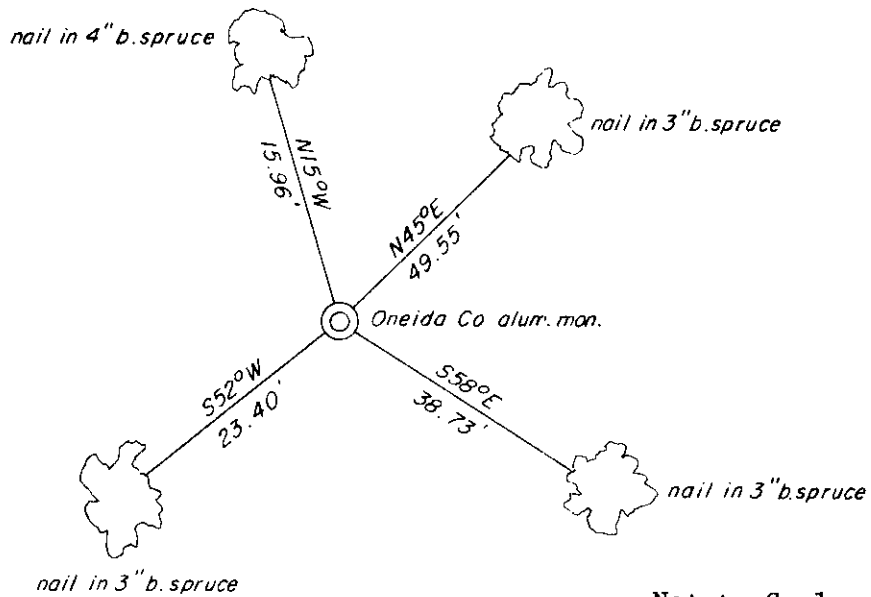 nail in 4" b. spruce
nail in 3" b. spruce
N15°W
15.96'
N45°E
49.55'
Oneida Co alum. mon.
S52°W
23.40'
S58°E
38.73'
nail in 3" b. spruce
nail in 3" b. spruce